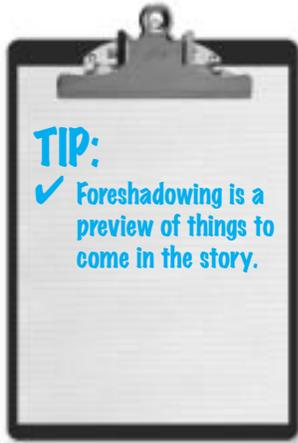 TIP:
✔ Foreshadowing is a
preview of things to
come in the story.